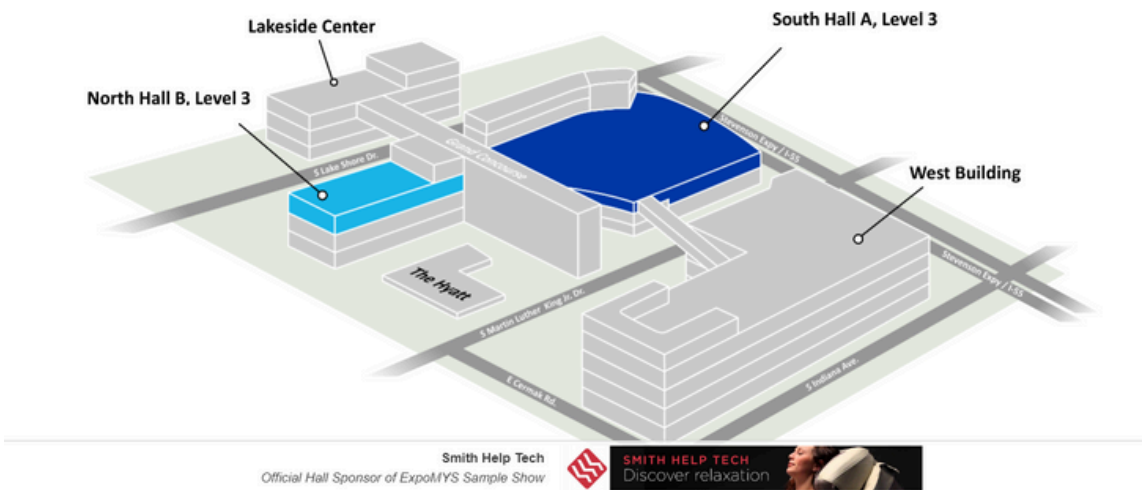 Lakeside Center
South Hall A, Level 3
North Hall B, Level 3
West Building
Grand Concourse
S Lake Shore Dr.
Stevenson Expy / I-55
The Hyatt
S Martin Luther King Jr. Dr.
Stevenson Expy / I-55
E Cermak Rd.
S Indiana Ave.
Smith Help Tech
Official Hall Sponsor of ExpoMYS Sample Show
SMITH HELP TECH
Discover relaxation